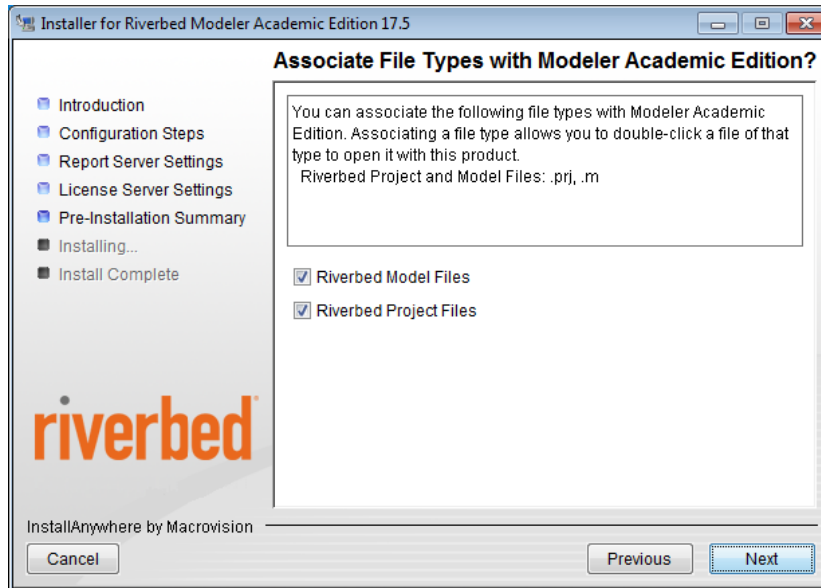 Installer for Riverbed Modeler Academic Edition 17.5
Associate File Types with Modeler Academic Edition?
Introduction
Configuration Steps
Report Server Settings
License Server Settings
Pre-Installation Summary
Installing...
Install Complete
You can associate the following file types with Modeler Academic
Edition. Associating a file type allows you to double-click a file of that
type to open it with this product.
Riverbed Project and Model Files: .prj, .m
Riverbed Model Files
Riverbed Project Files
riverbed
InstallAnywhere by Macrovision
Cancel
Previous
Next